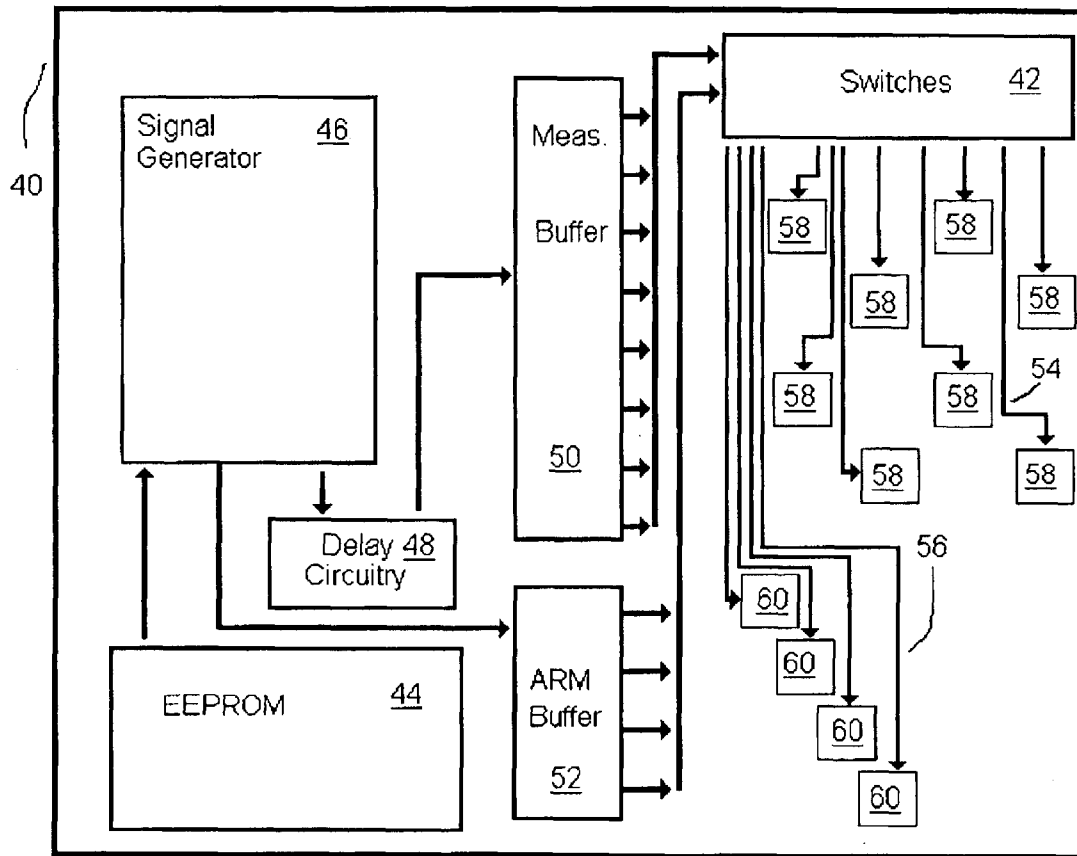 40
Signal 46
Generator
Meas.
Buffer
50
Switches 42
58
58
58
58
58
58
54
58
58
Delay 48
Circuitry
56
EEPROM 44
ARM
Buffer
52
60
60
60
60